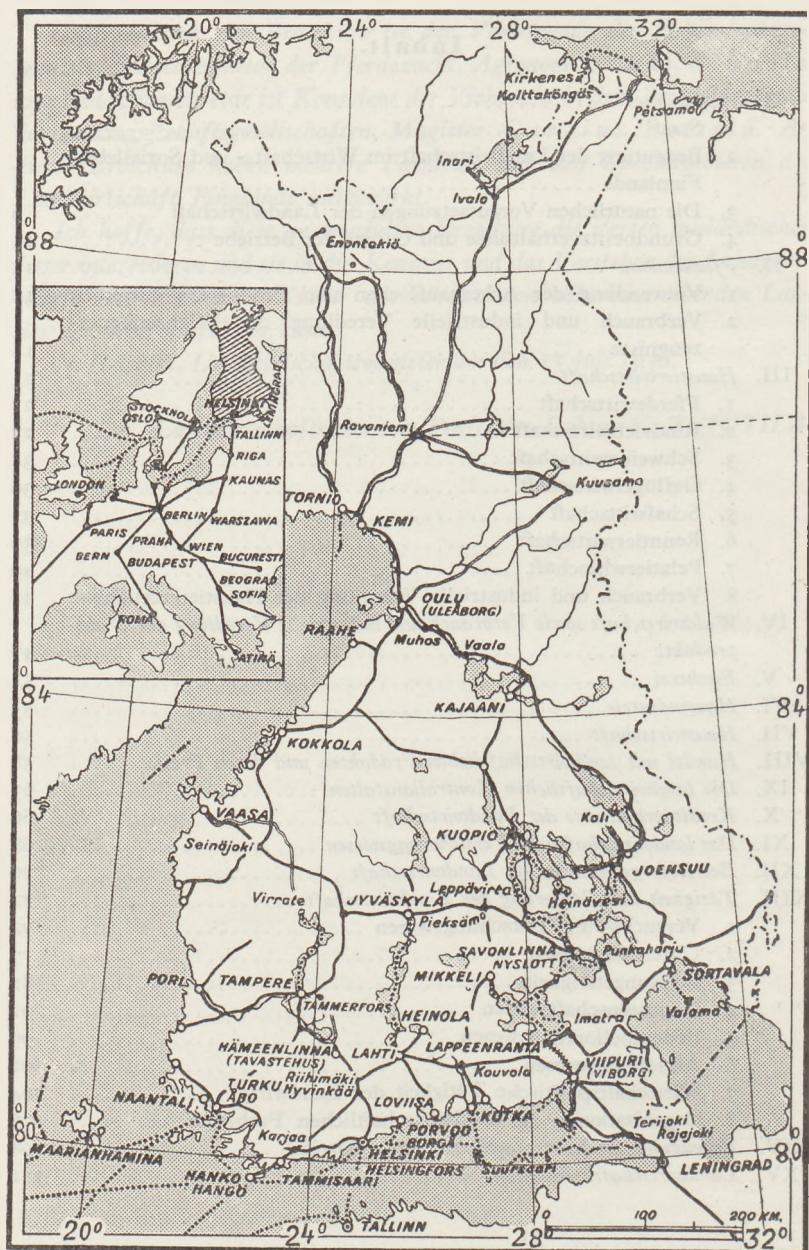 20° 24° 28° 32°
Kirkenes
Kolttaköngäs
Petsamo
Inari
Ivalo
88° 88°
Enontekiö
HELSINKI
LENINGRAD
STOCKHOLM
OSLO
TALLINN
RIGA
KAUNAS
LONDON
BERLIN
WARSZAWA
PARIS
PRAHA
WIEN
BERN
BUDAPEST
BUCURESTI
BEOGRAD
SOFIA
ROMA
ATINÄ
Rovaniemi
Kuusamo
TORNIO
KEMI
OULU
(ULEÅBORG)
RAAHE
Muhos
Vaala
84° 84°
KAJAANI
KOKKOLA
VAASA
Koli
KUOPIO
Seinäjoki
JOENSUU
Leppävirta
Heinävesi
Virrate
JYVÄSKYLÄ
Pieksämä
SAVONLINNA
NYSLOTT
Punkaharju
MIKKELI
SORTAVALA
Valamo
PORI
TAMPERE
TAMMERFORS
HEINOLA
Imatra
HÄMEENLINNA
(TAVASTEHUS)
LAHTI
LAPPEENRANTA
VIIPURI
(VIBORG)
Kouvola
Riihimäki
Hyvinkää
NAANTALI
TURKU
ÅBO
LOVIISA
KOTKA
Terijoki
Rajajoki
80° 80°
MAARIANHAMINA
Karjaa
PORVOO
BORGÅ
HELSINKI
HELSINGFORS
Suursaari
LENINGRAD
HANKO
HANGÖ
TAMMISAARI
TALLINN
0 100 200 KM.
20° 24° 28° 32°